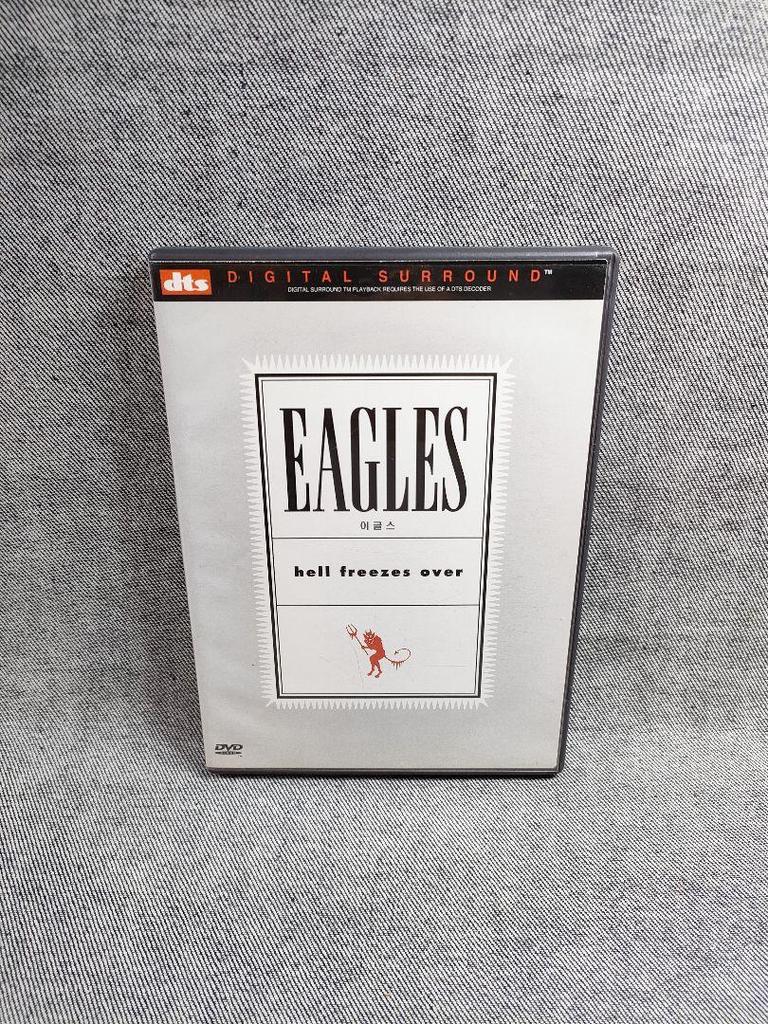 dts DIGITAL SURROUND™
DIGITAL SURROUND TM PLAYBACK REQUIRES THE USE OF A DTS DECODER
EAGLES
이글스
hell freezes over
DVD
VIDEO